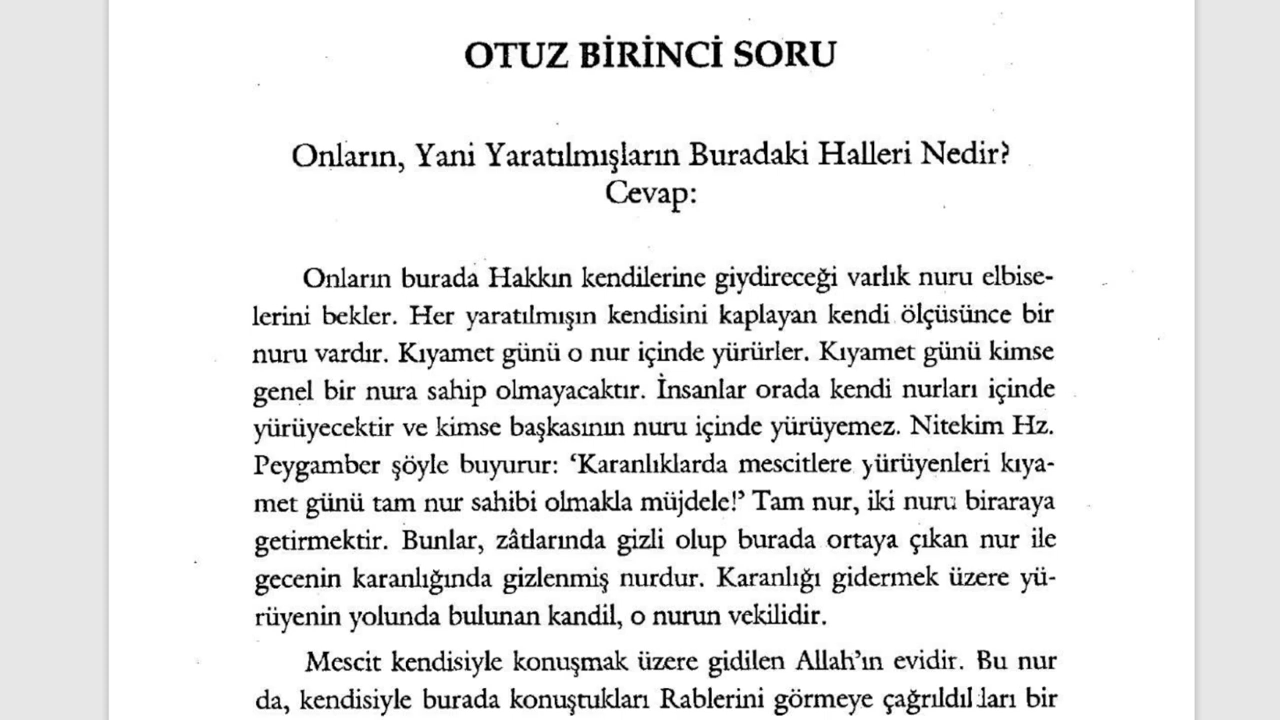 OTUZ BİRİNCİ SORU
Onların, Yani Yaratılmışların Buradaki Halleri Nedir?
Cevap:
Onların burada Hakkın kendilerine giydireceği varlık nuru elbise-
lerini bekler. Her yaratılmışın kendisini kaplayan kendi ölçüsünce bir
nuru vardır. Kıyamet günü o nur içinde yürürler. Kıyamet günü kimse
genel bir nura sahip olmayacaktır. İnsanlar orada kendi nurları içinde
yürüyecektir ve kimse başkasının nuru içinde yürüyemez. Nitekim Hz.
Peygamber şöyle buyurur: ‘Karanlıklarda mescitlere yürüyenleri kıya-
met günü tam nur sahibi olmakla müjdele!’ Tam nur, iki nuru biraraya
getirmektir. Bunlar, zâtlarında gizli olup burada ortaya çıkan nur ile
gecenin karanlığında gizlenmiş nurdur. Karanlığı gidermek üzere yü-
rüyenin yolunda bulunan kandil, o nurun vekilidir.
Mescit kendisiyle konuşmak üzere gidilen Allah’ın evidir. Bu nur
da, kendisiyle burada konuştukları Rablerini görmeye çağrıldıkları bir